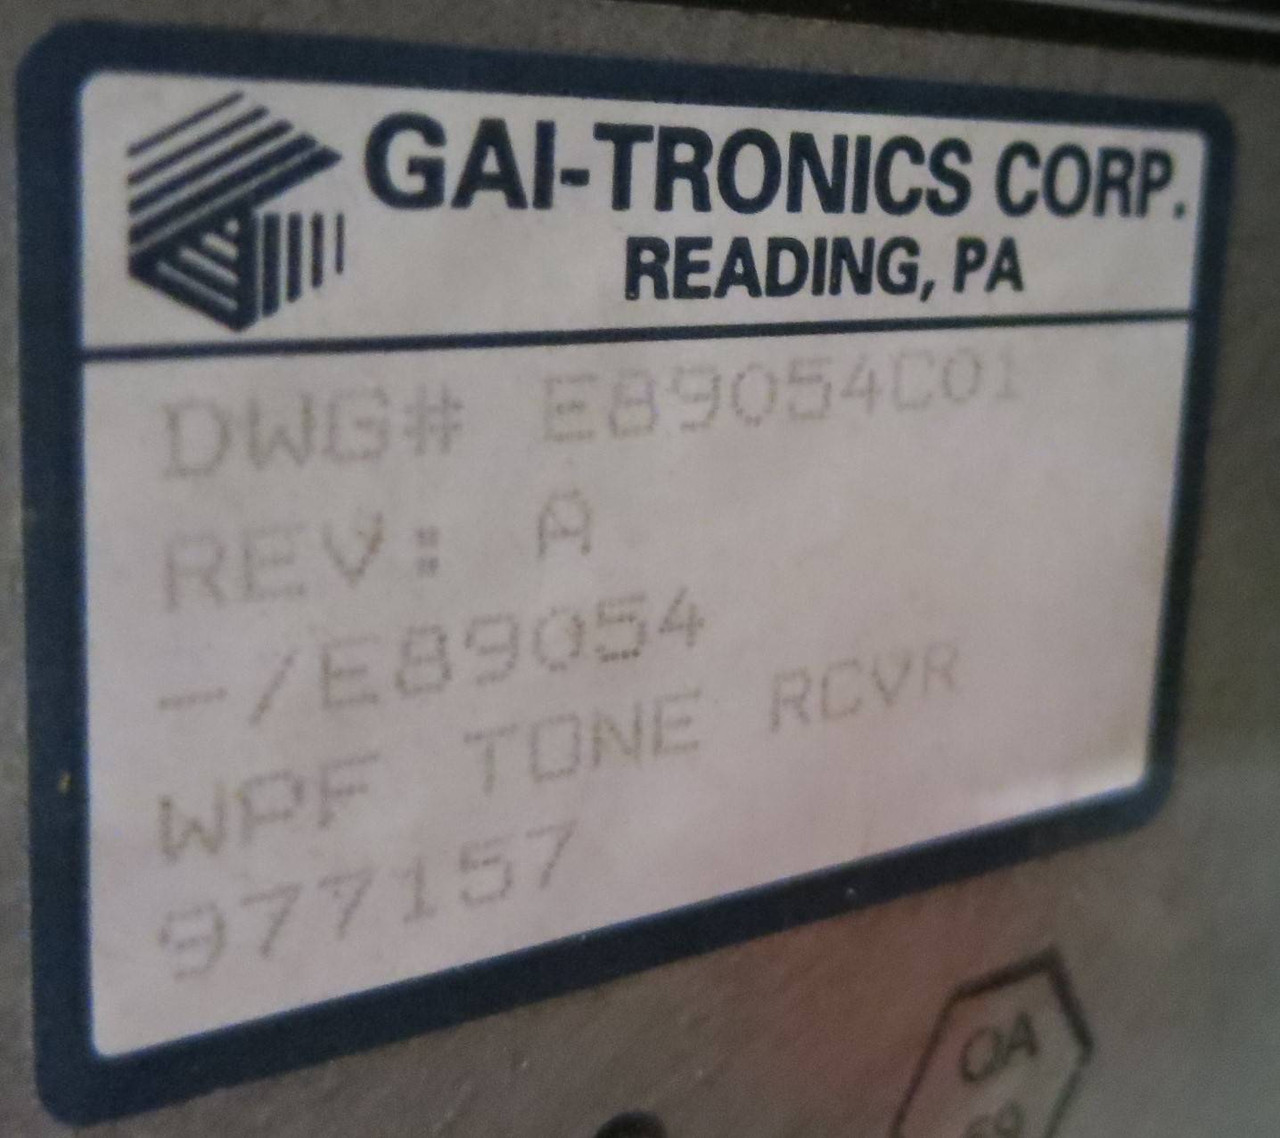 GAI-TRONICS CORP.
READING, PA
DWG# E89054C01
REV: A
-/E89054
WPF TONE RCVR
977157
QA